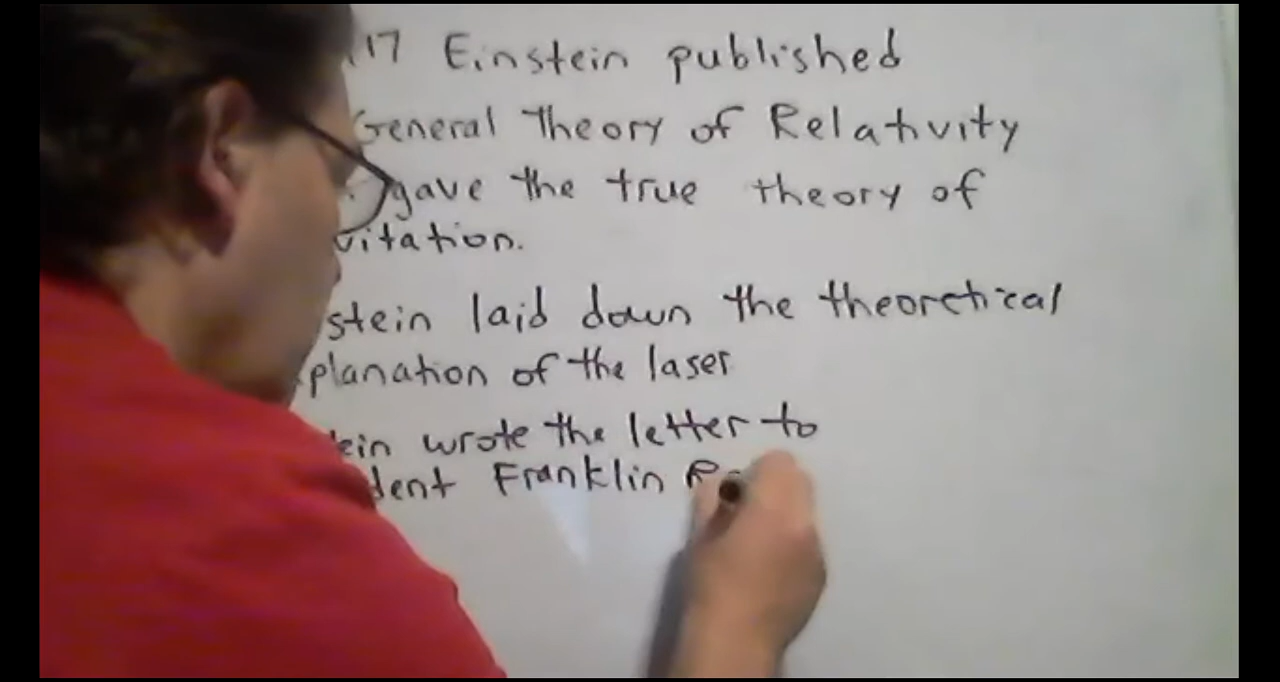 17 Einstein published
General Theory of Relativity
gave the true theory of
vitation.
stein laid down the theoretical
planation of the laser
ein wrote the letter to
dent Franklin